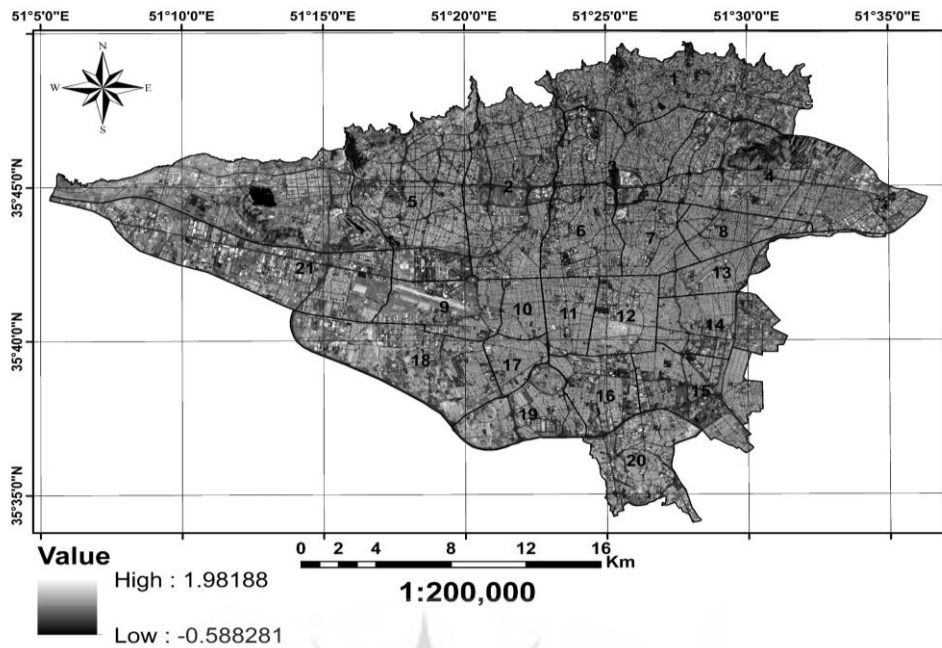 51°5'0"E 51°10'0"E 51°15'0"E 51°20'0"E 51°25'0"E 51°30'0"E 51°35'0"E
N
W E
S
1
3
4
35°45'0"N
2
5
6 7 8
21 13
9 10 11 12 14
35°40'0"N
18 17
16 15
19
20
35°35'0"N
Value
High : 1.98188
Low : -0.588281
0 2 4 8 12 16
Km
1:200,000